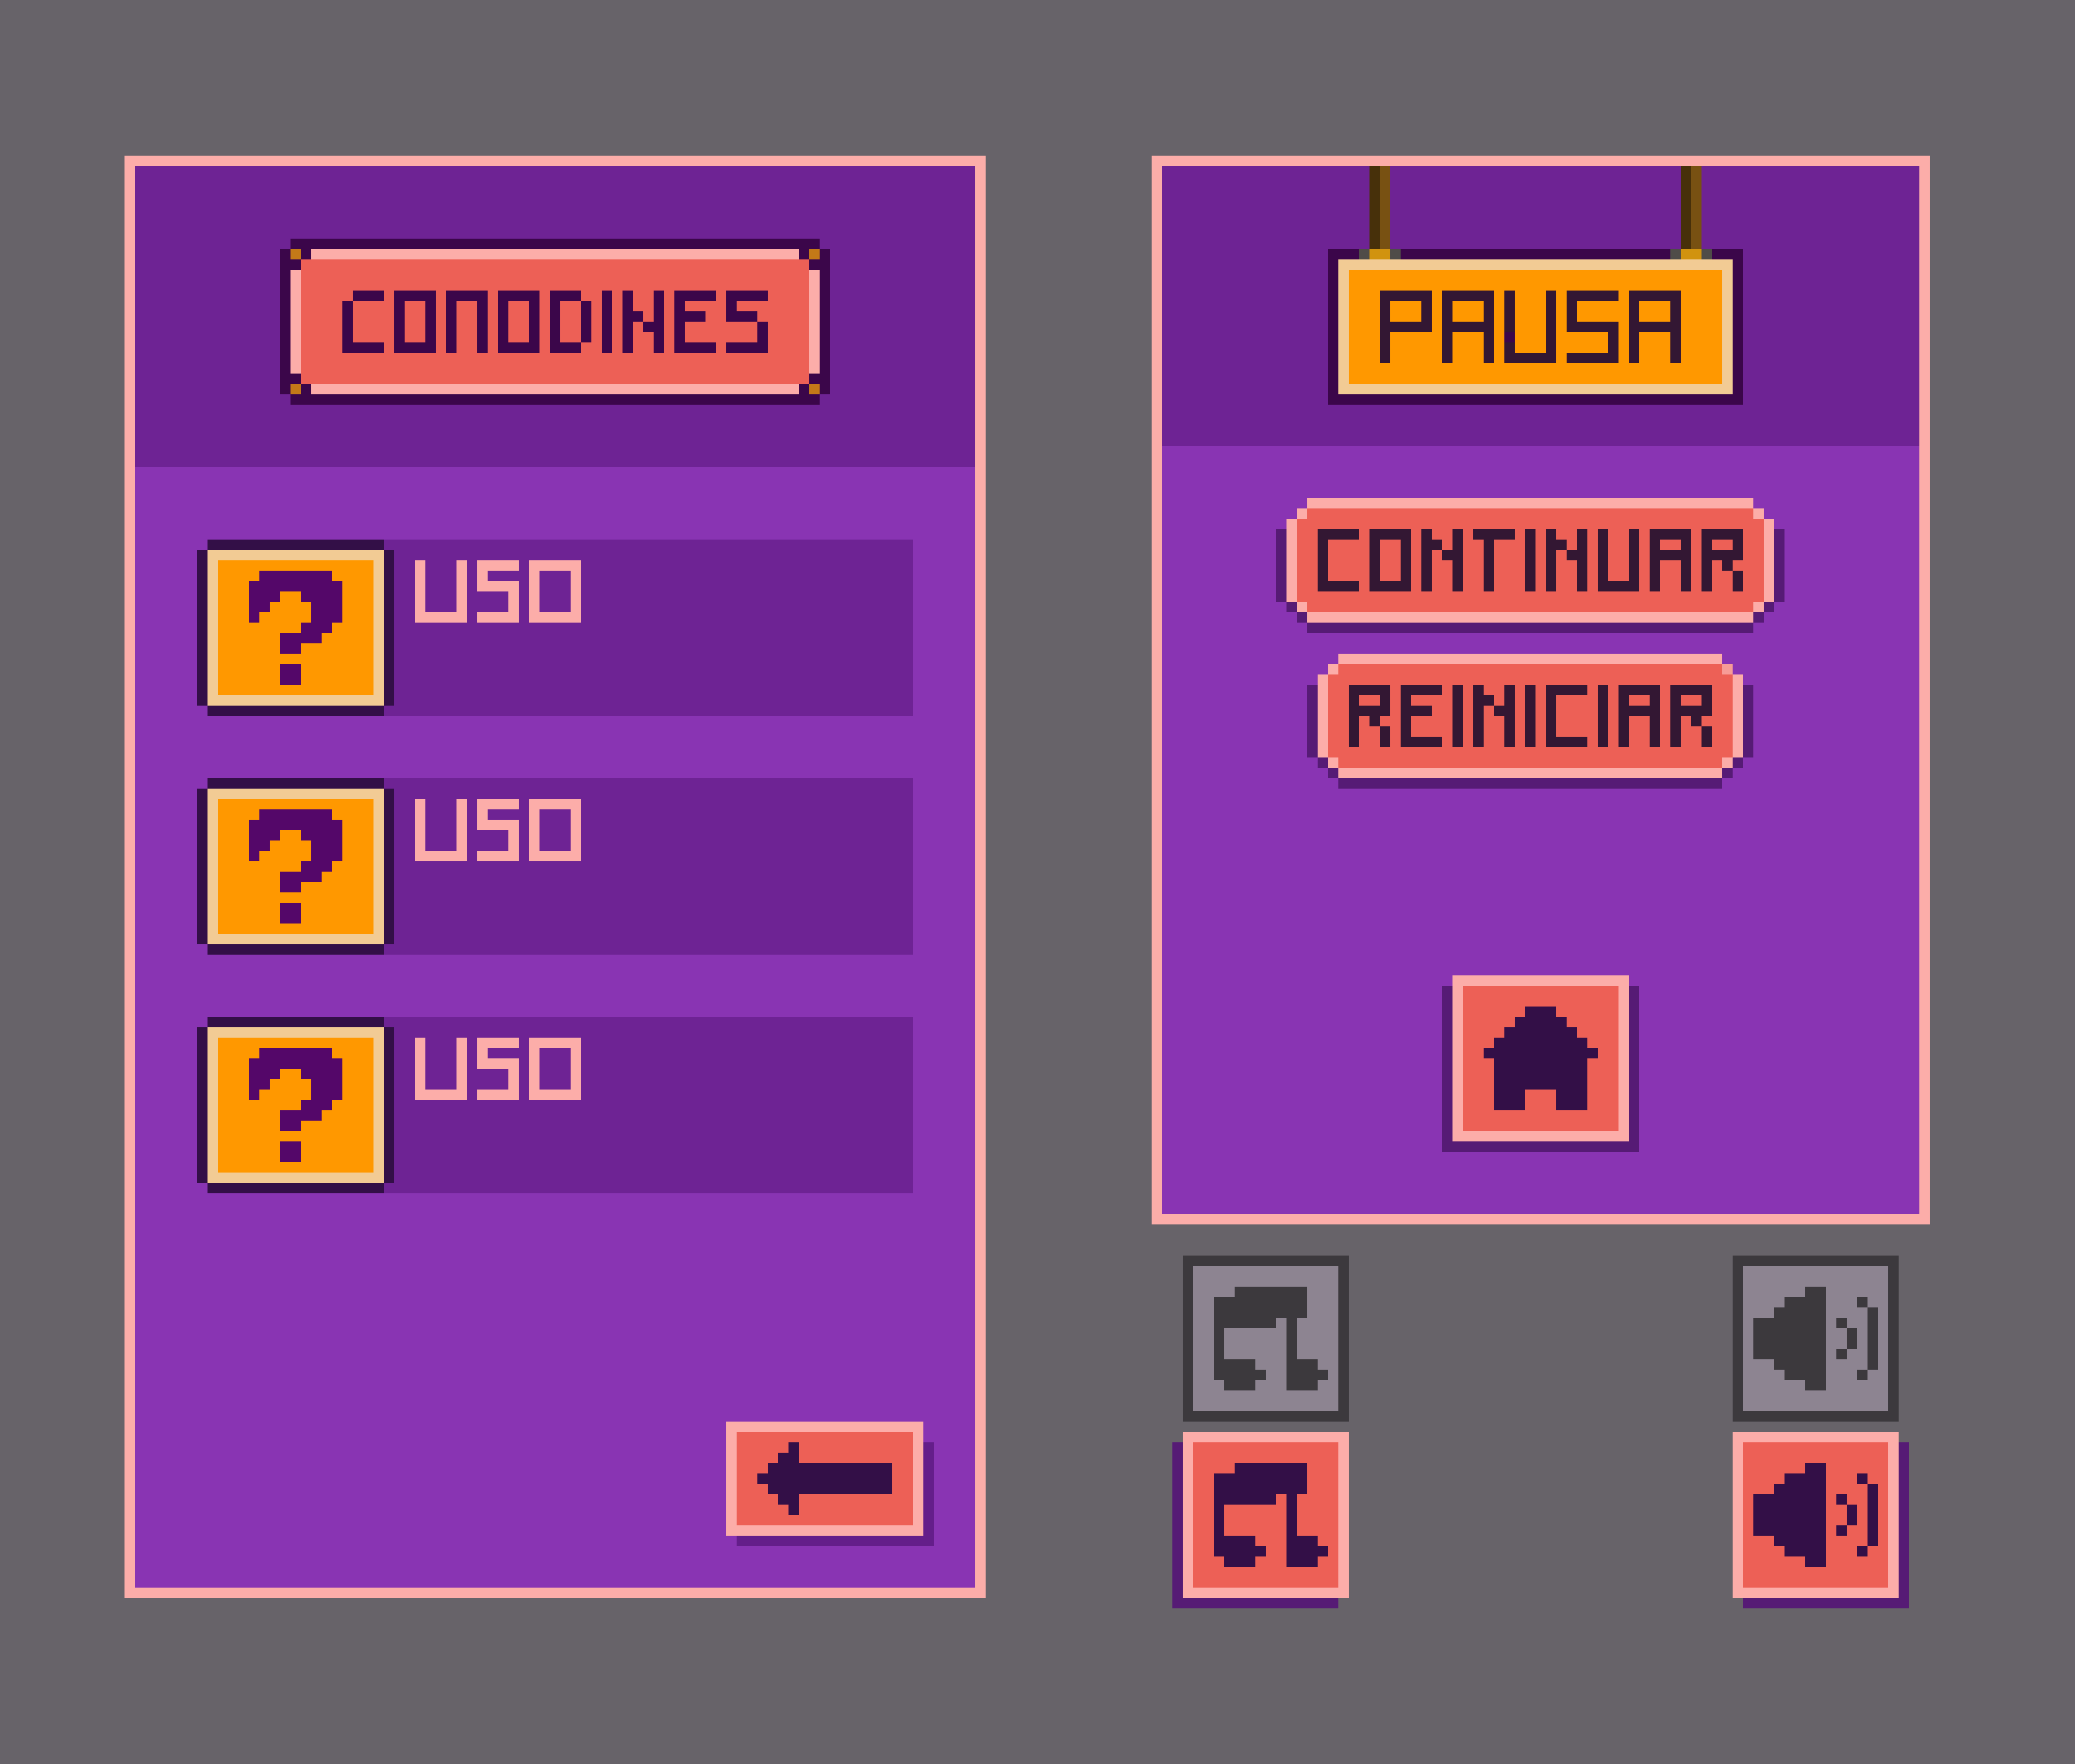 COMODINES
? USO
? USO
? USO
PAUSA
CONTINUAR
REINICIAR